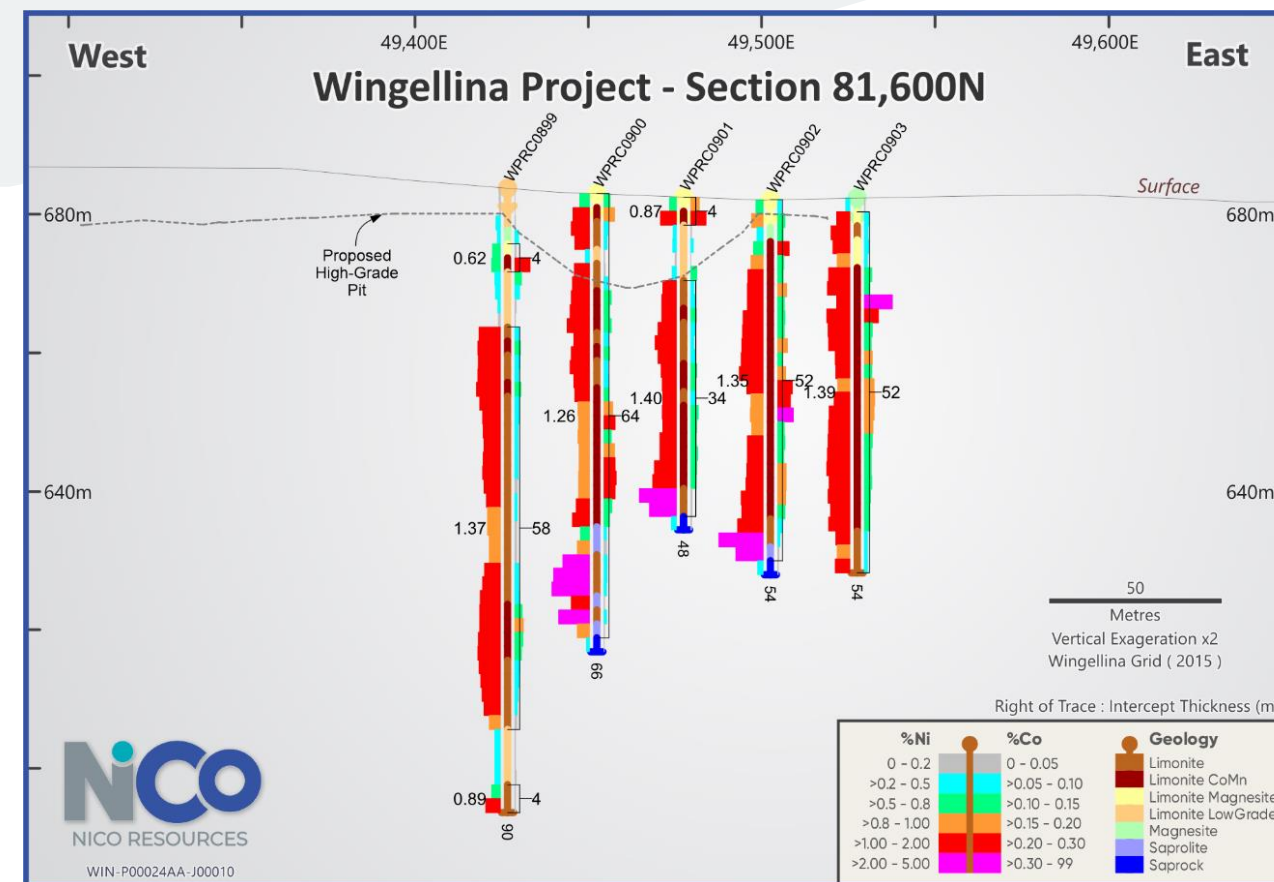 49,400E
49,500E
49,600E
West
East
Wingellina Project - Section 81,600N
WPRC0899
WPRC0900
WPRC0901
WPRC0902
WPRC0903
Surface
680m
680m
Proposed
High-Grade
Pit
0.87
4
0.62
4
1.35
52
1.39
52
1.40
34
1.26
64
640m
640m
1.37
58
48
54
54
66
0.89
4
90
50
Metres
Vertical Exageration x2
Wingellina Grid ( 2015 )
Right of Trace : Intercept Thickness (m
%Ni
%Co
Geology
0 - 0.2
0 - 0.05
Limonite
>0.2 - 0.5
>0.05 - 0.10
Limonite CoMn
>0.5 - 0.8
>0.10 - 0.15
Limonite Magnesite
>0.8 - 1.00
>0.15 - 0.20
Limonite LowGrade
>1.00 - 2.00
>0.20 - 0.30
Magnesite
>2.00 - 5.00
>0.30 - 99
Saprolite
Saprock
NiCo
NICO RESOURCES
WIN-P00024AA-J00010